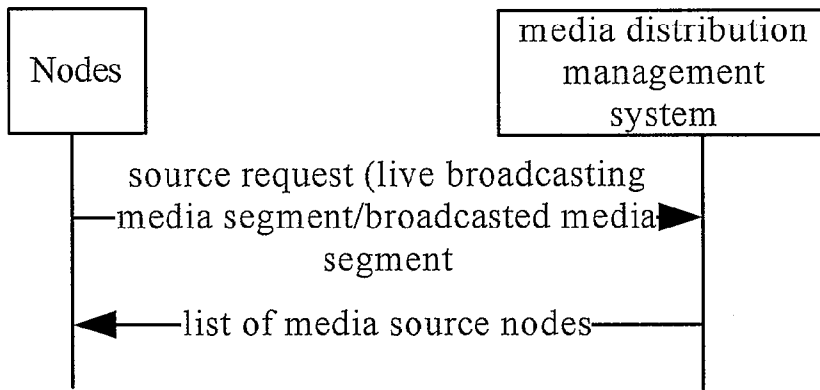 Nodes
media distribution
management
system
source request (live broadcasting
media segment/broadcasted media
segment
list of media source nodes